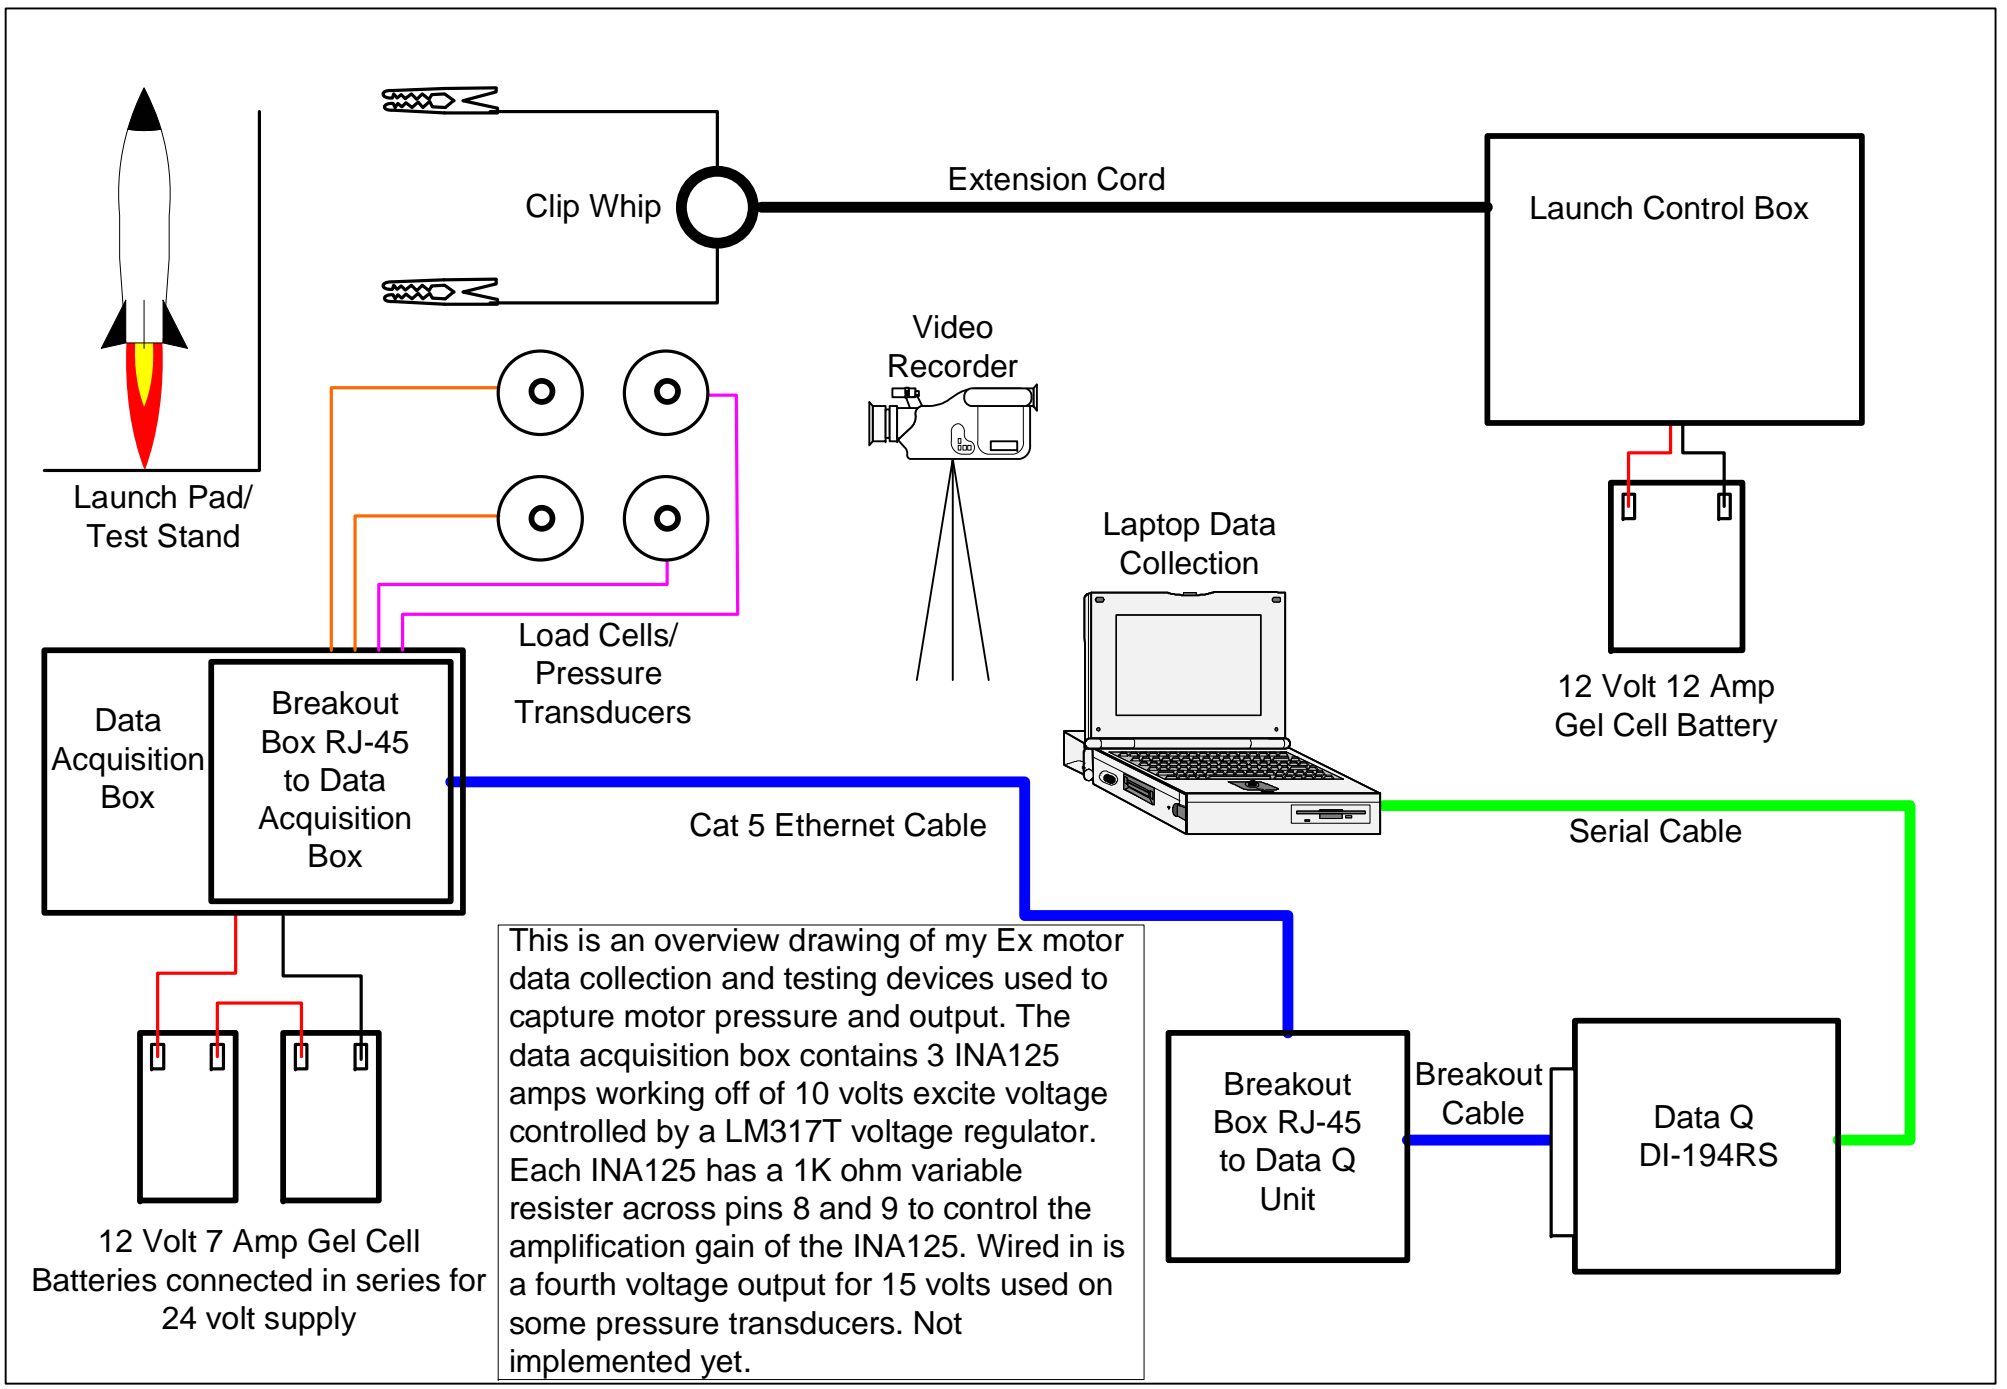 Extension Cord
Clip Whip
Launch Control Box
Video
Recorder
Launch Pad/
Test Stand
Laptop Data
Collection
Load Cells/
Pressure
Transducers
12 Volt 12 Amp
Gel Cell Battery
Data
Acquisition
Box
Breakout
Box RJ-45
to Data
Acquisition
Box
Cat 5 Ethernet Cable
Serial Cable
This is an overview drawing of my Ex motor
data collection and testing devices used to
capture motor pressure and output. The
data acquisition box contains 3 INA125
amps working off of 10 volts excite voltage
controlled by a LM317T voltage regulator.
Each INA125 has a 1K ohm variable
resister across pins 8 and 9 to control the
amplification gain of the INA125. Wired in is
a fourth voltage output for 15 volts used on
some pressure transducers. Not
implemented yet.
Breakout
Box RJ-45
to Data Q
Unit
Breakout
Cable
Data Q
DI-194RS
12 Volt 7 Amp Gel Cell
Batteries connected in series for
24 volt supply